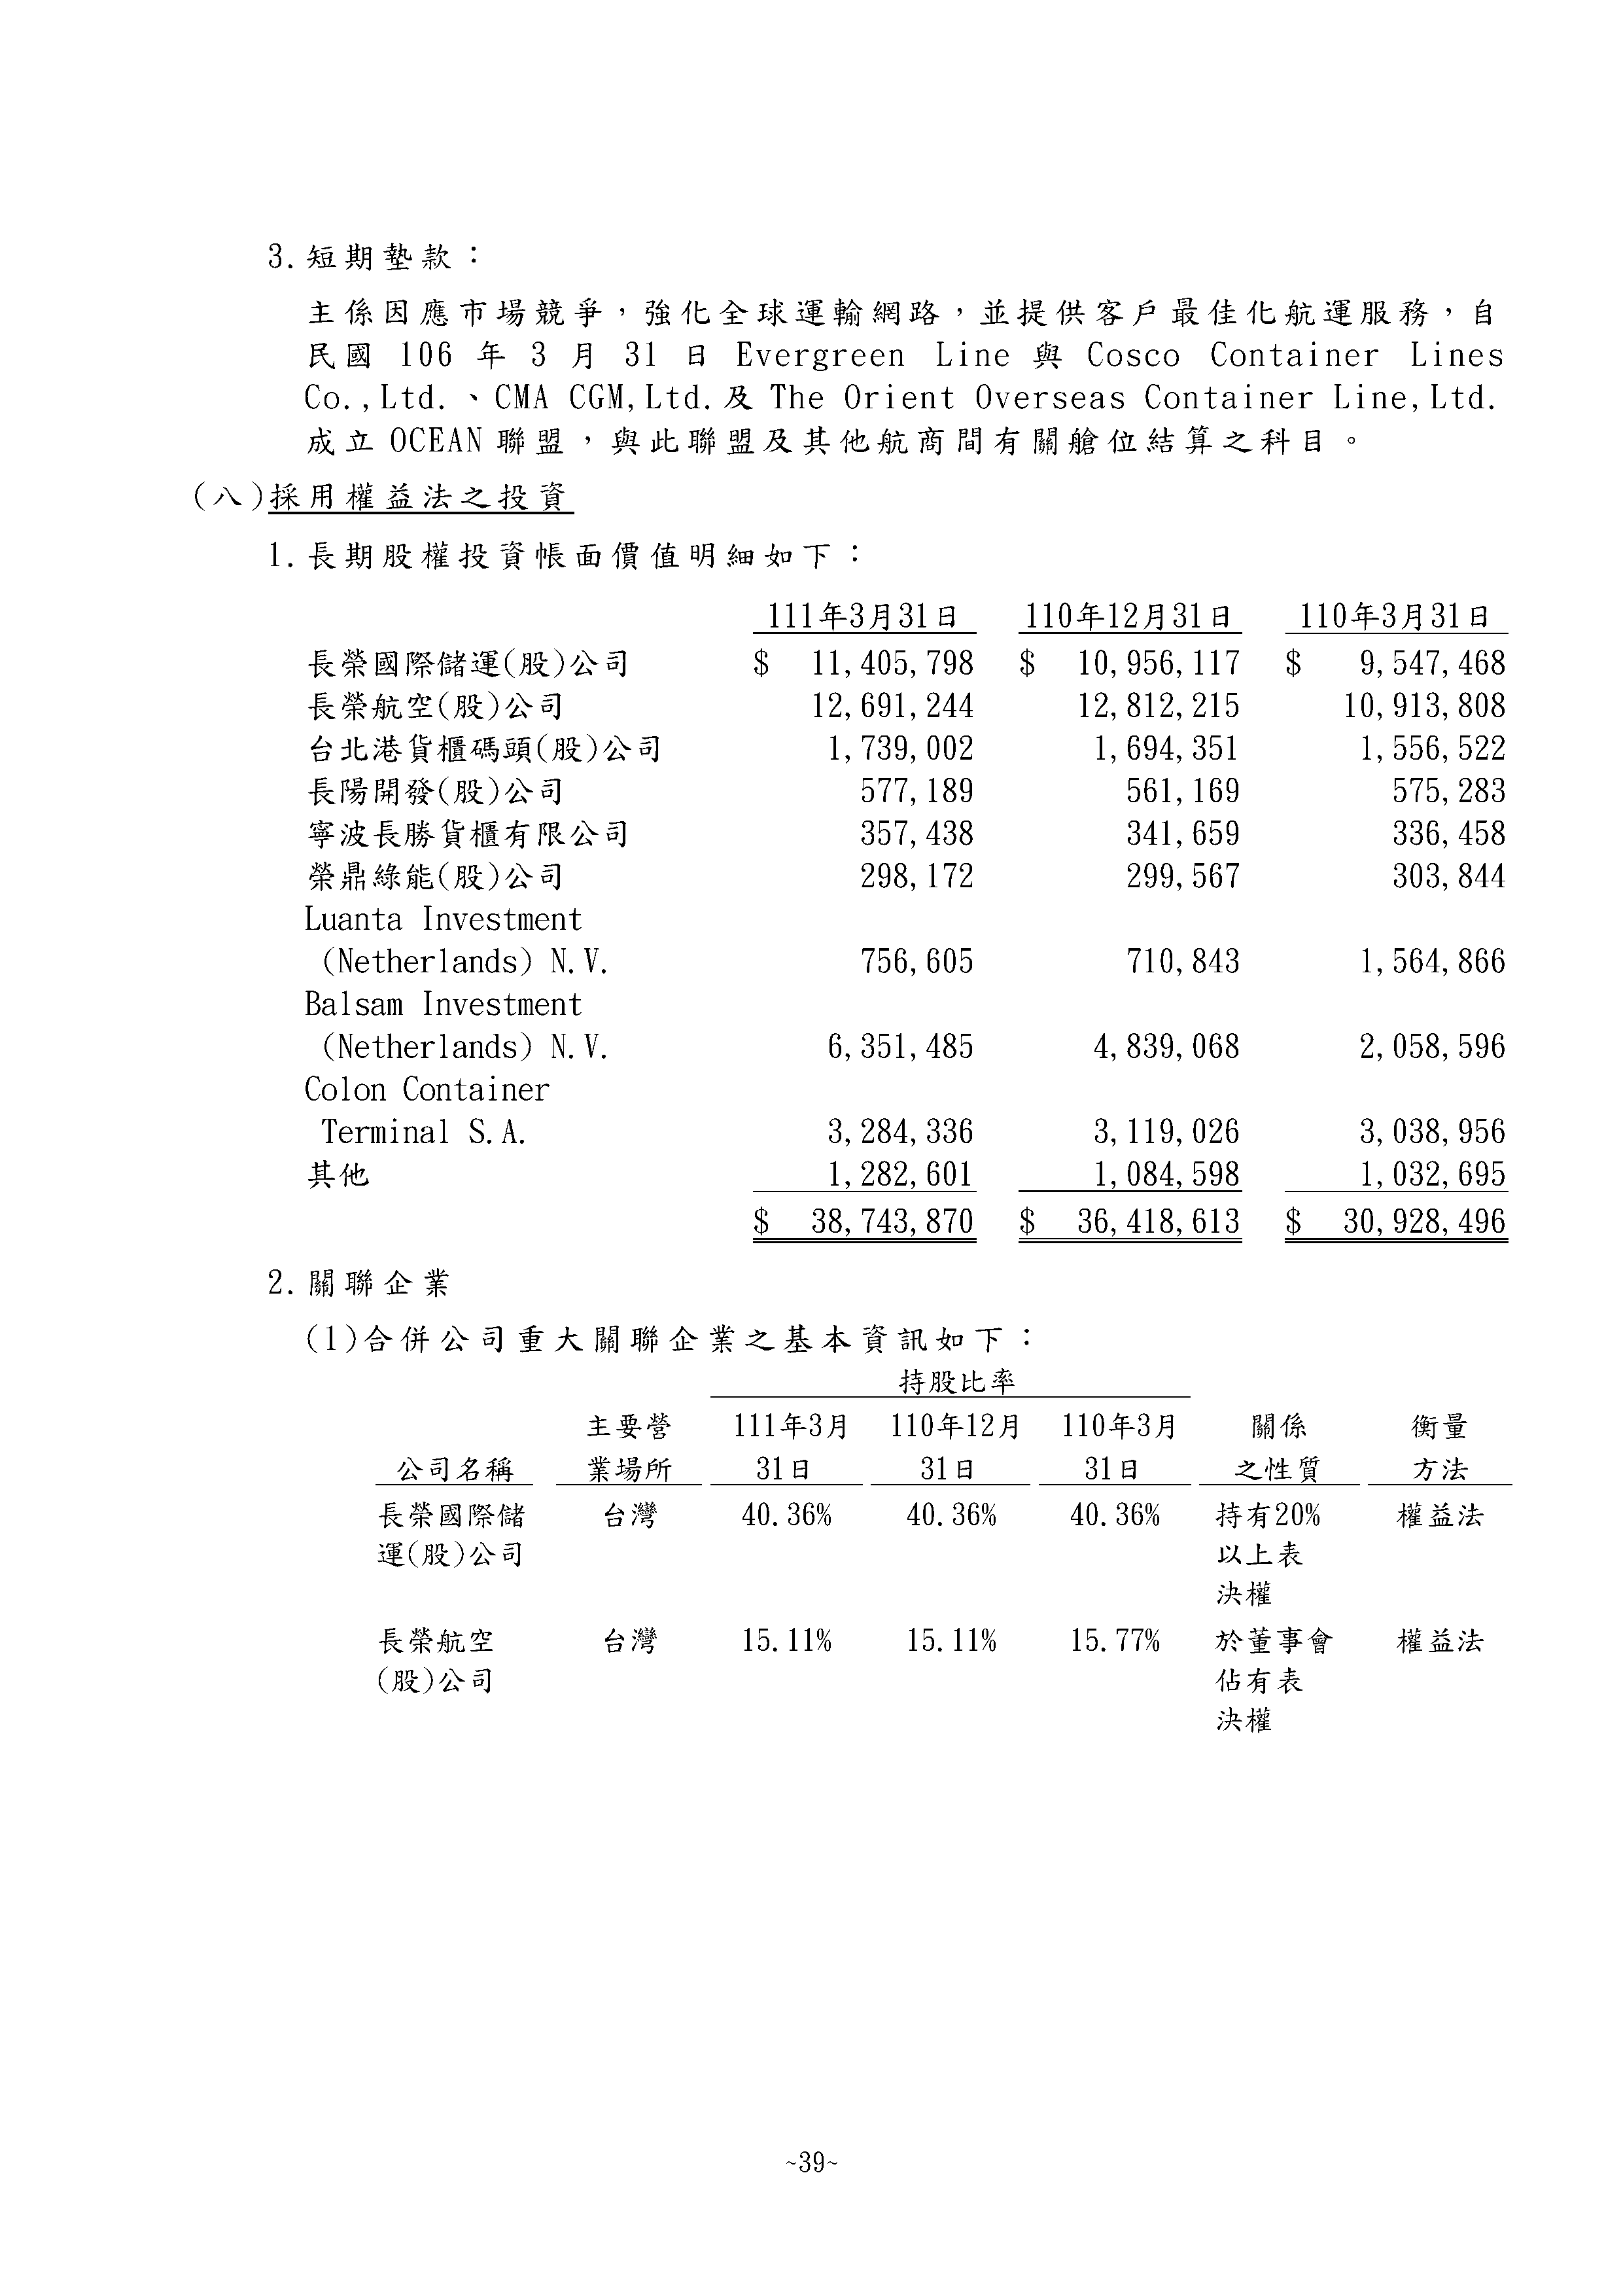 3.短期墊款：
主係因應市場競爭，強化全球運輸網路，並提供客戶最佳化航運服務，自
民國 106 年 3 月 31 日 Evergreen Line 與 Cosco Container Lines
Co.,Ltd.、CMA CGM,Ltd.及 The Orient Overseas Container Line,Ltd.
成立 OCEAN 聯盟，與此聯盟及其他航商間有關艙位結算之科目。
(八)採用權益法之投資
1.長期股權投資帳面價值明細如下：
111年3月31日 110年12月31日 110年3月31日
長榮國際儲運(股)公司 $ 11,405,798 $ 10,956,117 $ 9,547,468
長榮航空(股)公司 12,691,244 12,812,215 10,913,808
台北港貨櫃碼頭(股)公司 1,739,002 1,694,351 1,556,522
長陽開發(股)公司 577,189 561,169 575,283
寧波長勝貨櫃有限公司 357,438 341,659 336,458
榮鼎綠能(股)公司 298,172 299,567 303,844
Luanta Investment
(Netherlands) N.V. 756,605 710,843 1,564,866
Balsam Investment
(Netherlands) N.V. 6,351,485 4,839,068 2,058,596
Colon Container
Terminal S.A. 3,284,336 3,119,026 3,038,956
其他 1,282,601 1,084,598 1,032,695
$ 38,743,870 $ 36,418,613 $ 30,928,496
2.關聯企業
(1)合併公司重大關聯企業之基本資訊如下：
持股比率
主要營 111年3月 110年12月 110年3月 關係 衡量
公司名稱 業場所 31日 31日 31日 之性質 方法
長榮國際儲 台灣 40.36% 40.36% 40.36% 持有20% 權益法
運(股)公司 以上表
決權
長榮航空 台灣 15.11% 15.11% 15.77% 於董事會 權益法
(股)公司 佔有表
決權
~39~